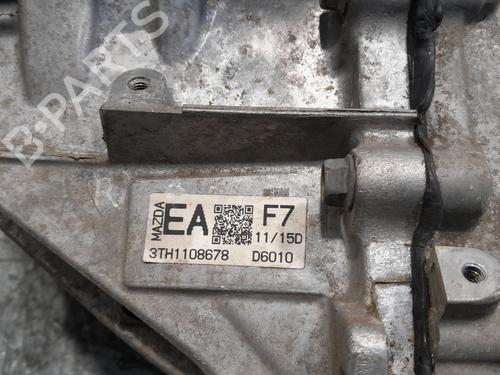 B-PARTS
MAZDA
EA F7
11/15D
3TH1108678 D6010